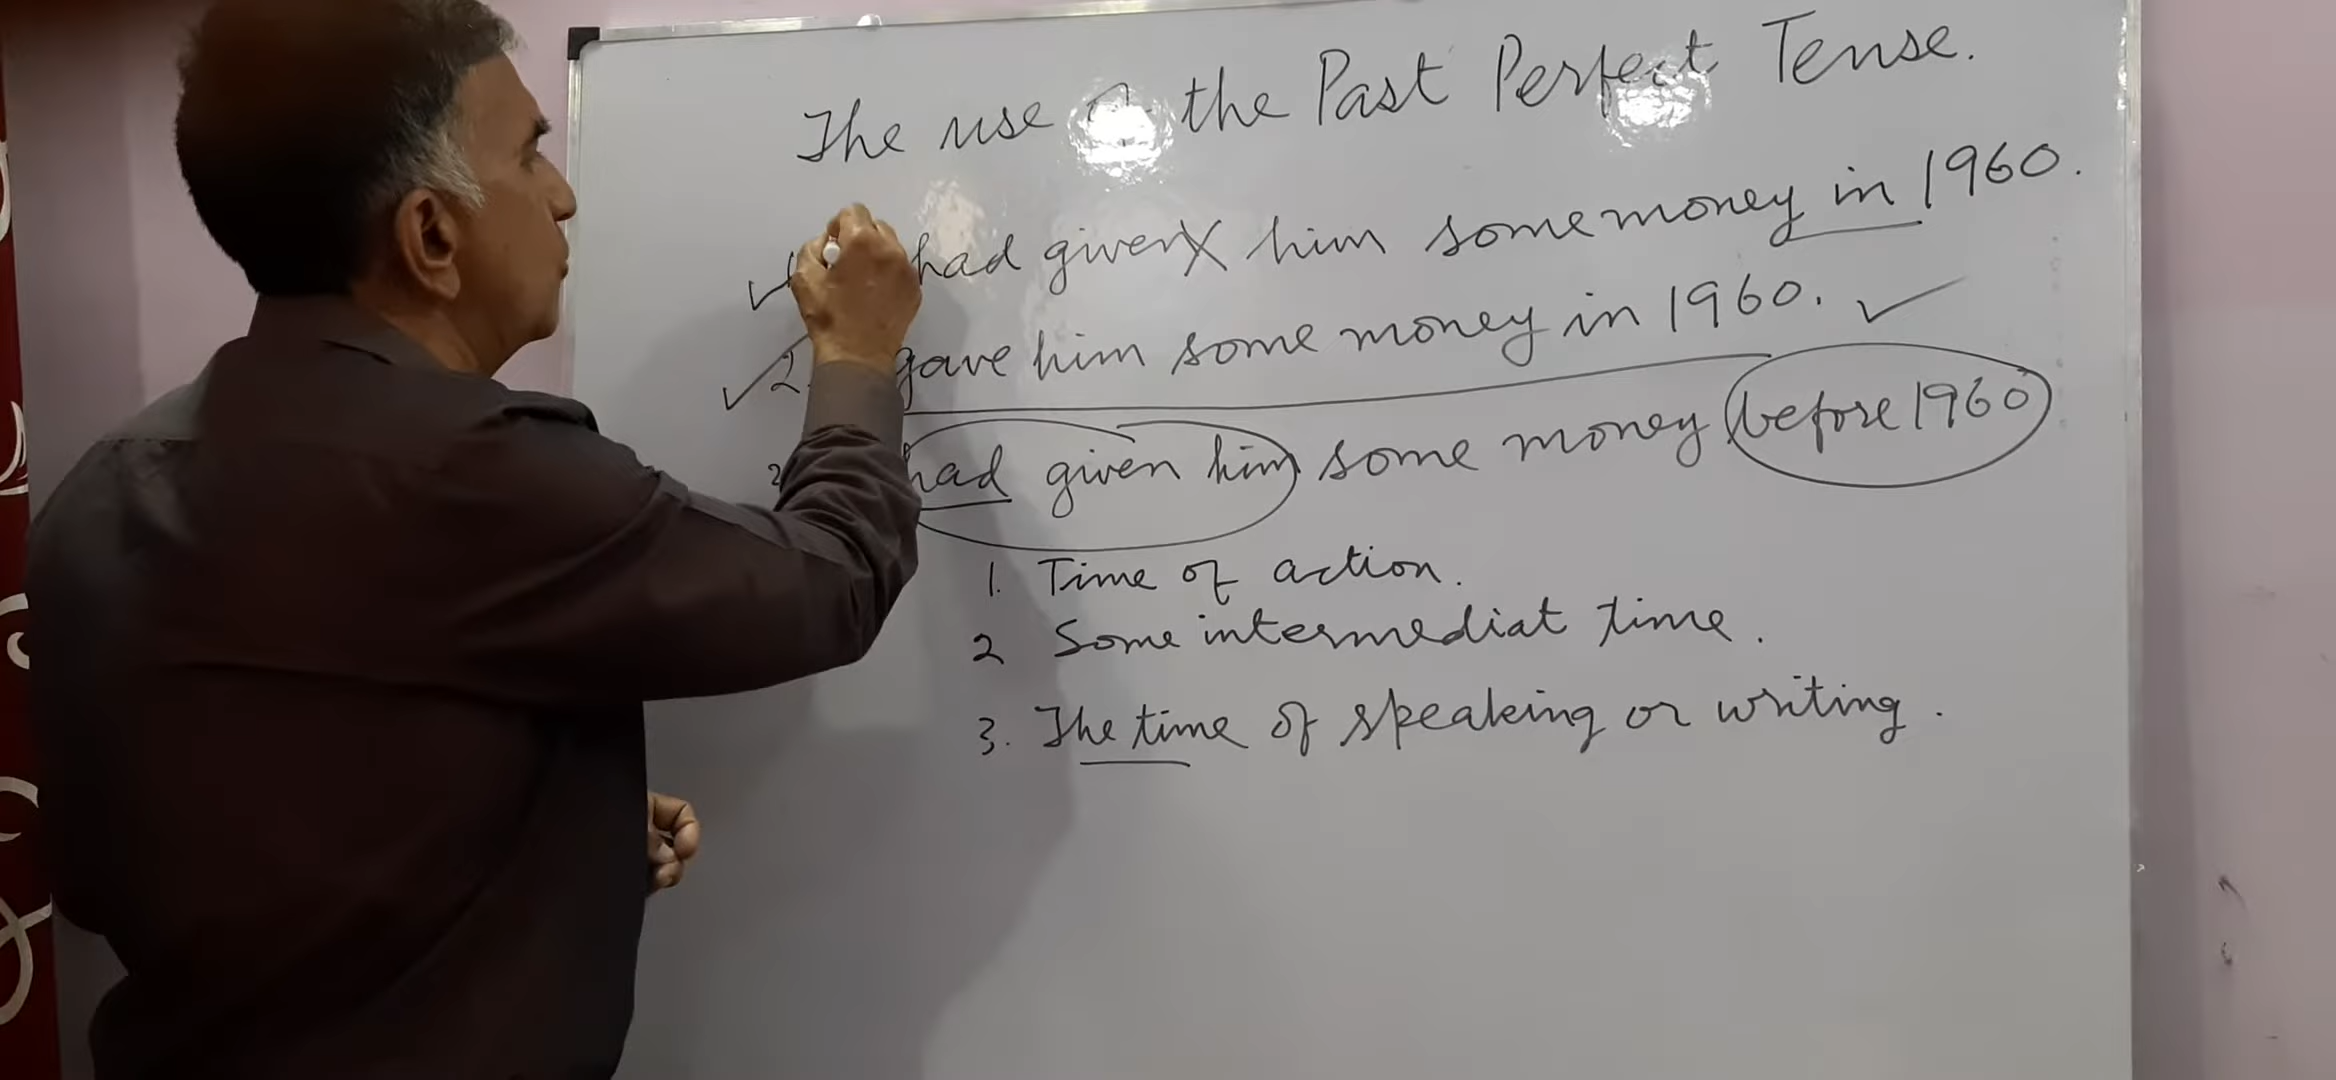 The use the Past Perfect Tense.
had given him some money in 1960.
2. gave him some money in 1960.
had given him some money before 1960
1. Time of action.
2 Some intermediat time.
3. The time of speaking or writing.